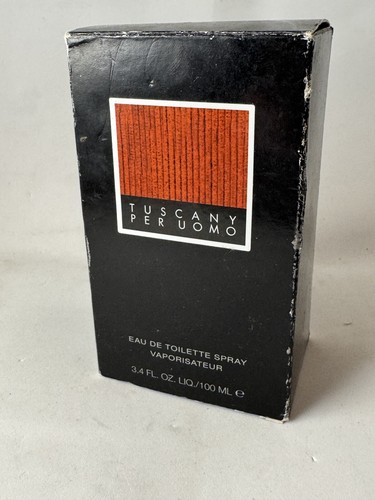 TUSCANY
PER UOMO
EAU DE TOILETTE SPRAY
VAPORISATEUR
3.4 FL. OZ. LIQ./100 ML ℮